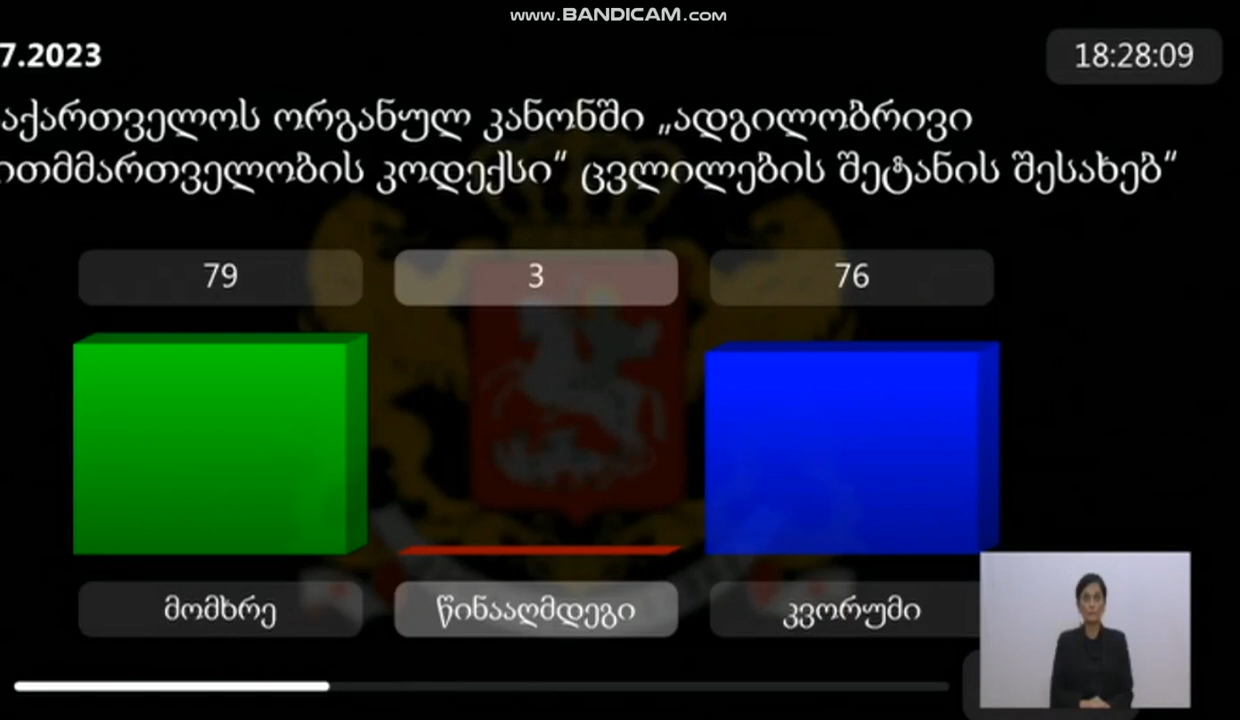 www.BANDICAM.com
7.2023
18:28:09
აქართველოს ორგანულ კანონში „ადგილობრივი
ითმმართველობის კოდექსი“ ცვლილების შეტანის შესახებ“
79
3
76
მომხრე
წინააღმდეგი
კვორუმი